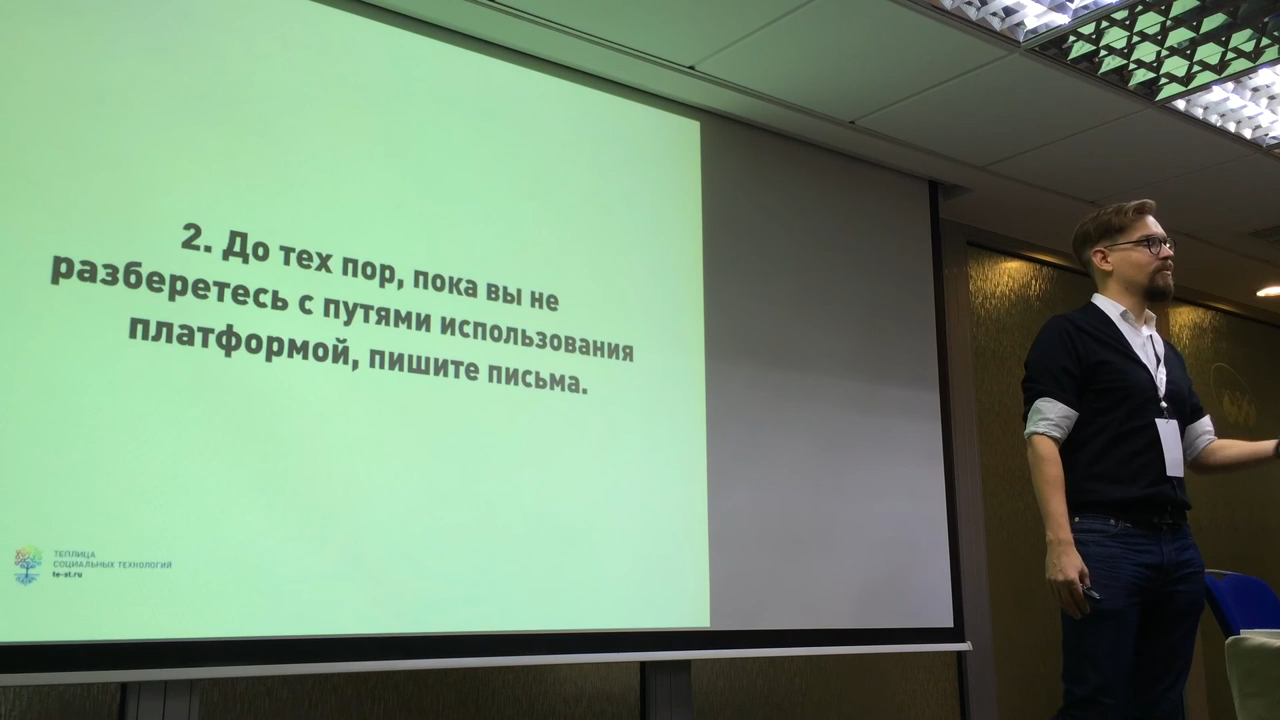 2. До тех пор, пока вы не
разберетесь с путями использования
платформой, пишите письма.
ТЕПЛИЦА
СОЦИАЛЬНЫХ ТЕХНОЛОГИЙ
te-st.ru